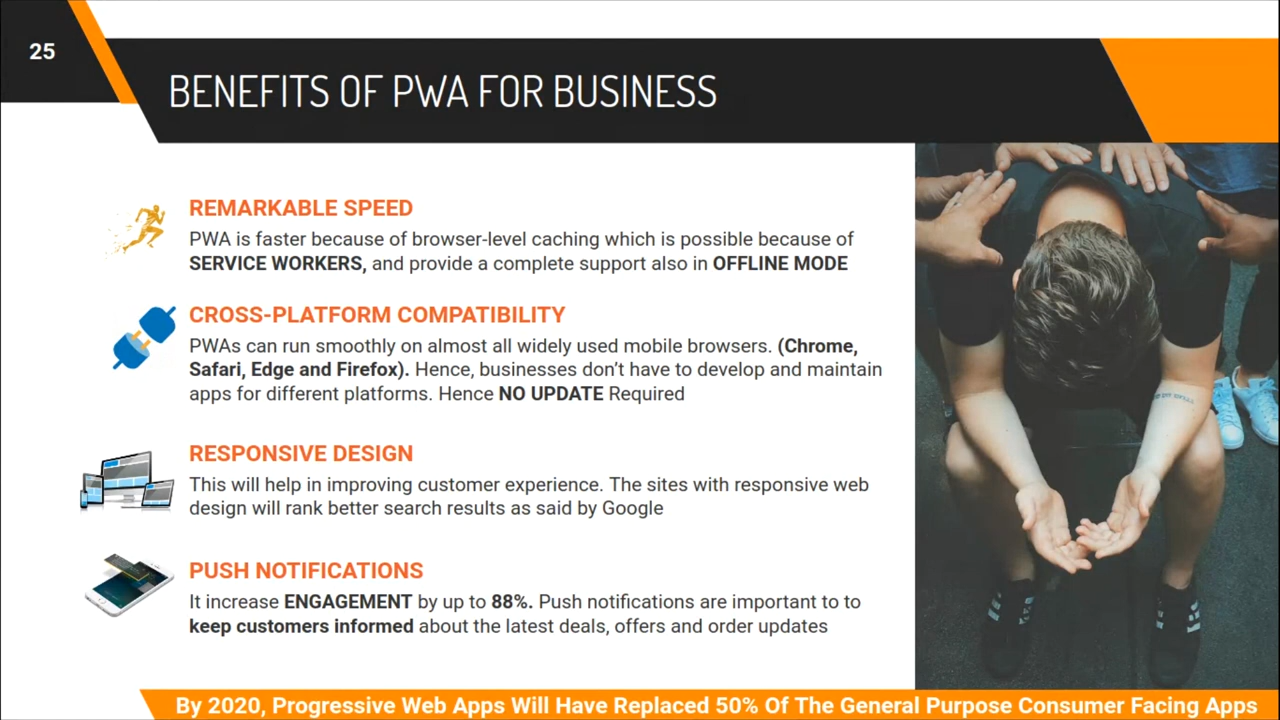 25
BENEFITS OF PWA FOR BUSINESS
REMARKABLE SPEED
PWA is faster because of browser-level caching which is possible because of
SERVICE WORKERS, and provide a complete support also in OFFLINE MODE
CROSS-PLATFORM COMPATIBILITY
PWAs can run smoothly on almost all widely used mobile browsers. (Chrome,
Safari, Edge and Firefox). Hence, businesses don’t have to develop and maintain
apps for different platforms. Hence NO UPDATE Required
RESPONSIVE DESIGN
This will help in improving customer experience. The sites with responsive web
design will rank better search results as said by Google
PUSH NOTIFICATIONS
It increase ENGAGEMENT by up to 88%. Push notifications are important to to
keep customers informed about the latest deals, offers and order updates
By 2020, Progressive Web Apps Will Have Replaced 50% Of The General Purpose Consumer Facing Apps